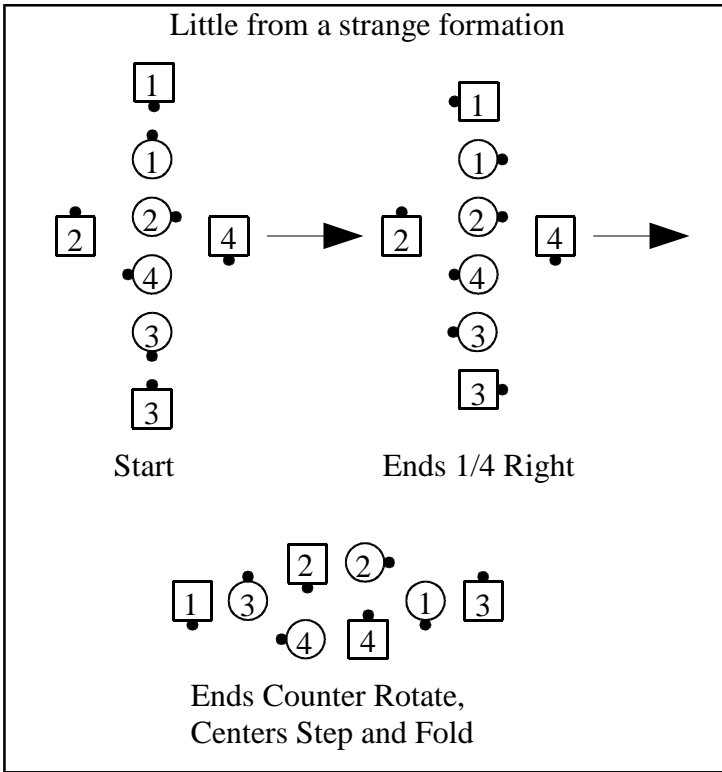 Little from a strange formation
1 1
1 1
2 2 4 2 2 4
4 4
3 3
3 3
Start Ends 1/4 Right
2 2
1 3 1 3
4 4
Ends Counter Rotate,
Centers Step and Fold